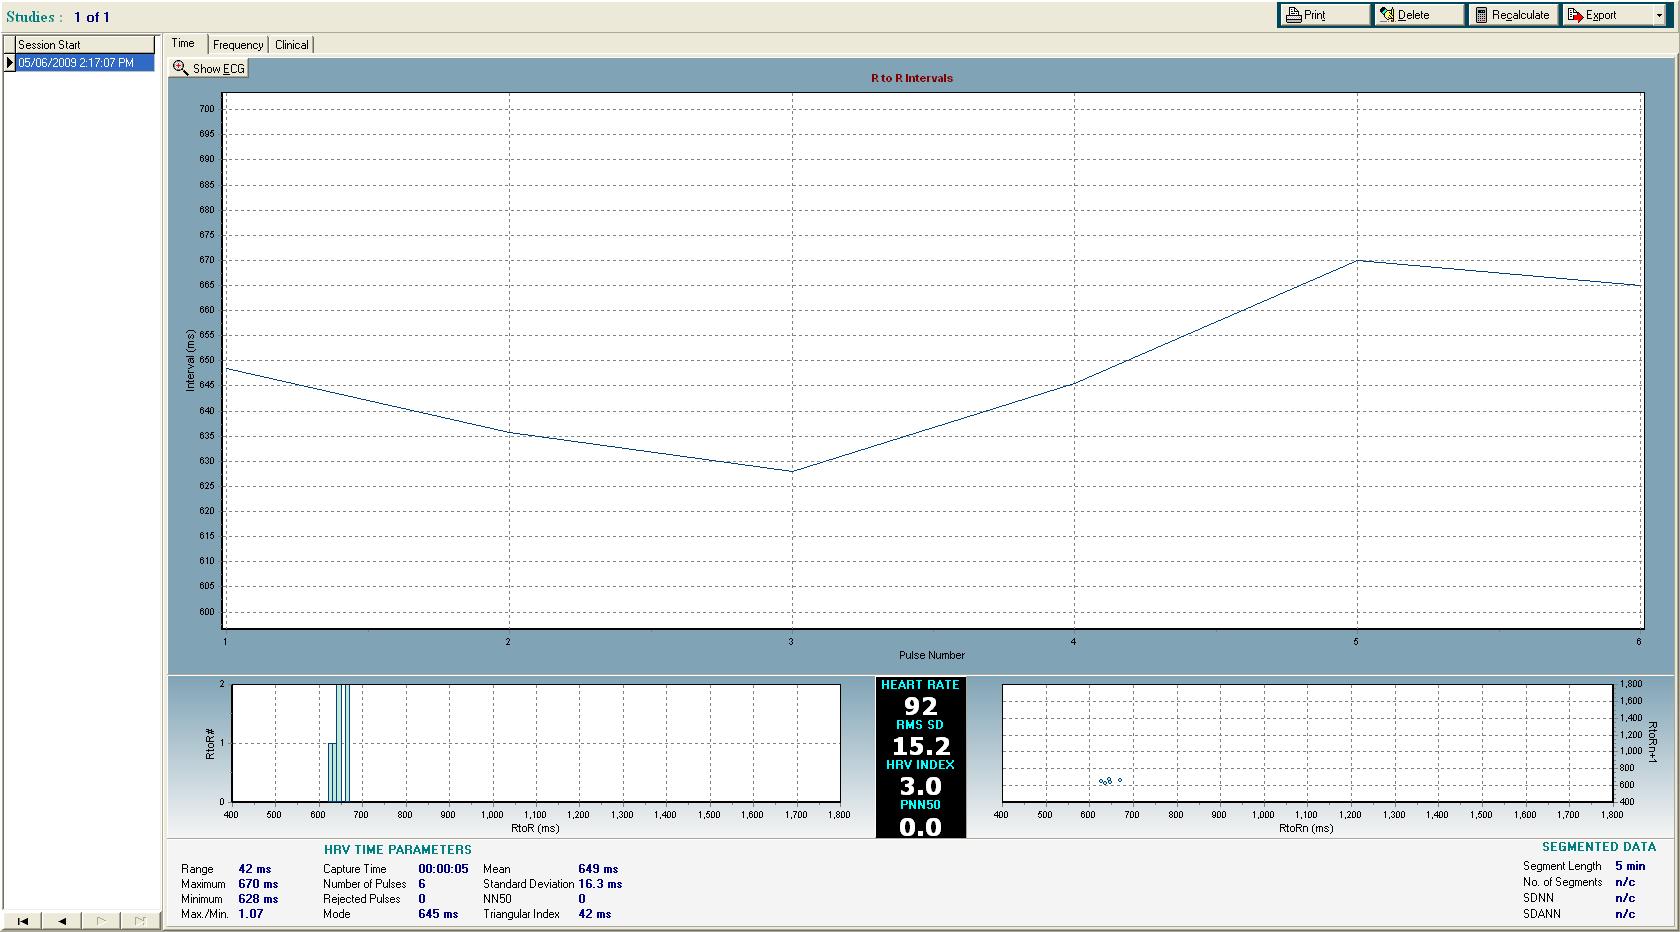 Studies : 1 of 1
Print Delete Recalculate Export
Session Start
05/06/2009 2:17:07 PM
Time Frequency Clinical
Show ECG
R to R Intervals
Interval (ms)
700
695
690
685
680
675
670
665
660
655
650
645
640
635
630
625
620
615
610
605
600
1 2 3 4 5 6
Pulse Number
RtoR#
2
1
0
400 500 600 700 800 900 1,000 1,100 1,200 1,300 1,400 1,500 1,600 1,700 1,800
RtoR (ms)
HEART RATE
92
RMS SD
15.2
HRV INDEX
3.0
PNN50
0.0
1,800
1,600
1,400
1,200
1,000
800
600
400
RtoRn+1
400 500 600 700 800 900 1,000 1,100 1,200 1,300 1,400 1,500 1,600 1,700 1,800
RtoRn (ms)
HRV TIME PARAMETERS
Range 42 ms Capture Time 00:00:05 Mean 649 ms
Maximum 670 ms Number of Pulses 6 Standard Deviation 16.3 ms
Minimum 628 ms Rejected Pulses 0 NN50 0
Max./Min. 1.07 Mode 645 ms Triangular Index 42 ms
SEGMENTED DATA
Segment Length 5 min
No. of Segments n/c
SDNN n/c
SDANN n/c